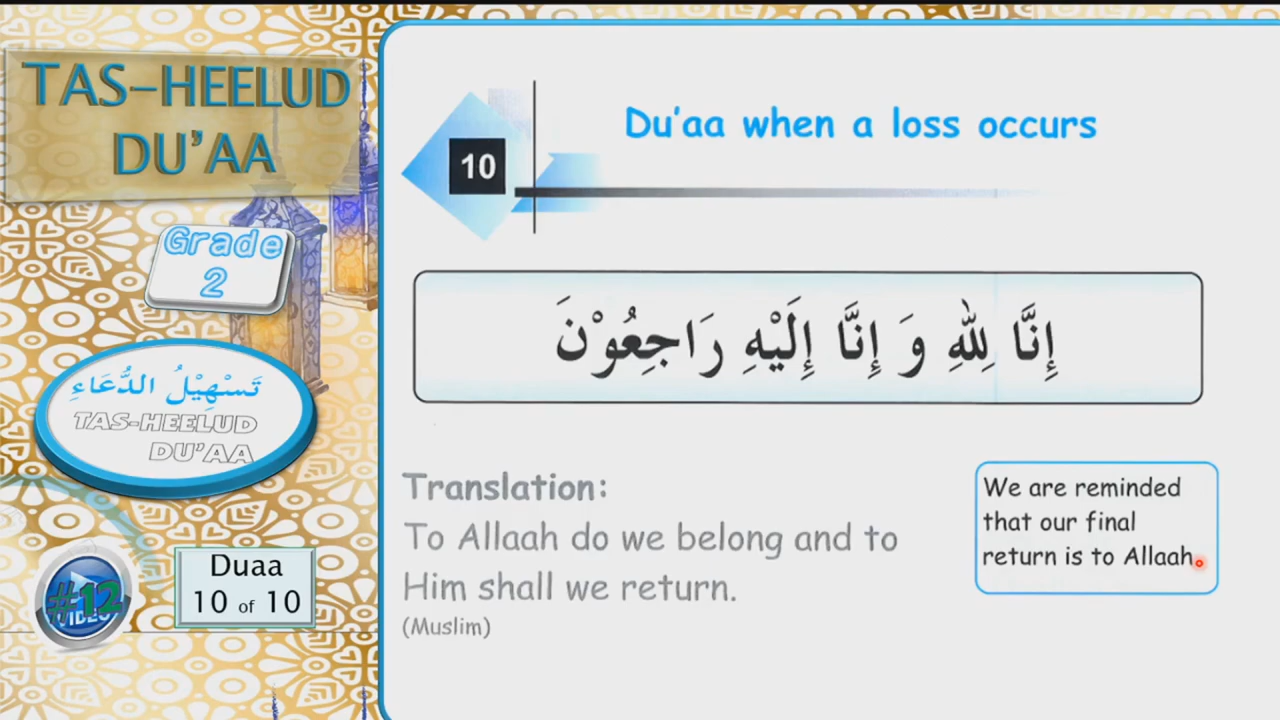 TAS-HEELUD
DU'AA
Grade
2
تَسْهِيْلُ الدُّعَاءِ
TAS-HEELUD
DU'AA
#12
VIDEO
Duaa
10 of 10
10
Du'aa when a loss occurs
إِنَّا لِلّٰهِ وَ إِنَّا إِلَيْهِ رَاجِعُوْنَ
Translation:
To Allaah do we belong and to
Him shall we return.
(Muslim)
We are reminded
that our final
return is to Allaah.